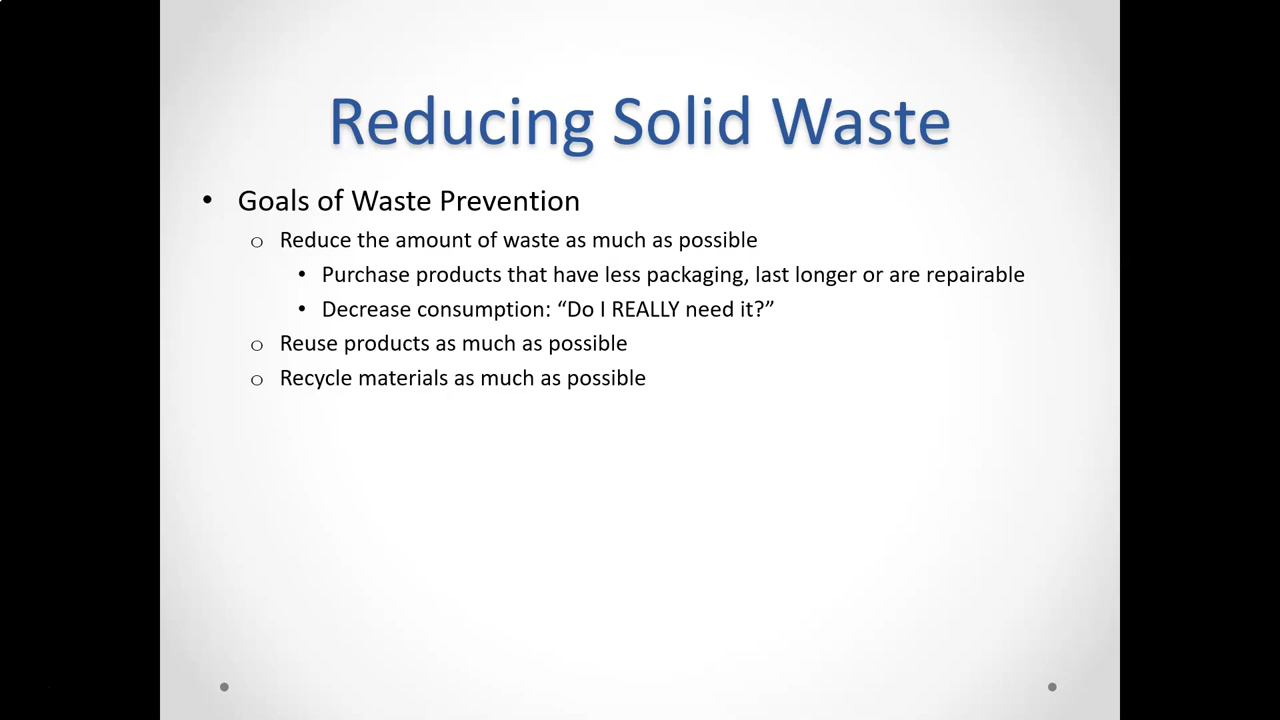 Reducing Solid Waste
• Goals of Waste Prevention
o Reduce the amount of waste as much as possible
• Purchase products that have less packaging, last longer or are repairable
• Decrease consumption: “Do I REALLY need it?”
o Reuse products as much as possible
o Recycle materials as much as possible